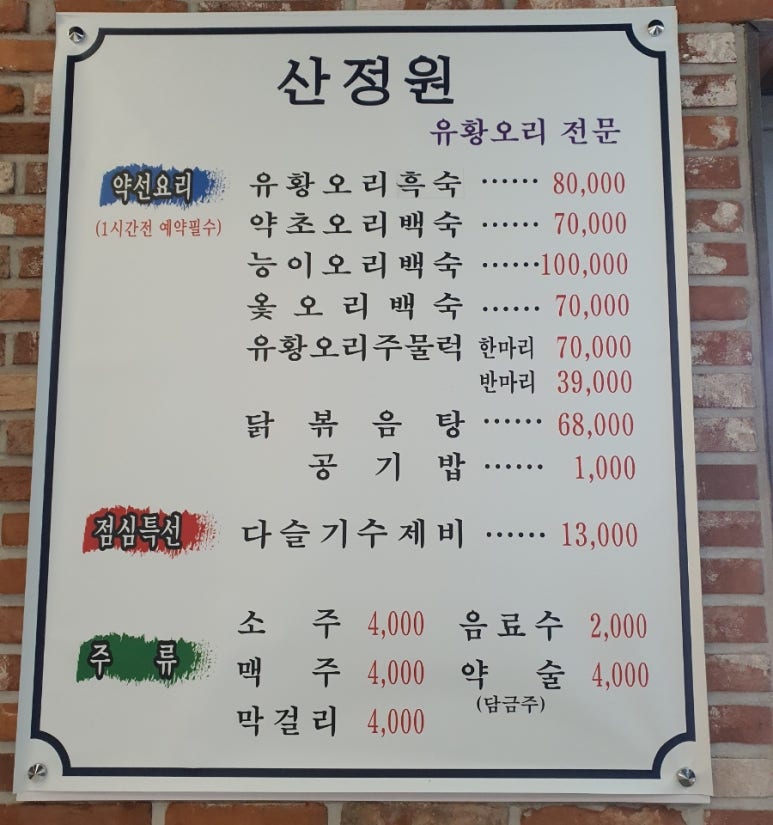 산정원
유황오리 전문
약선요리
(1시간전 예약필수)
유황오리흑숙 ······ 80,000
약초오리백숙 ······ 70,000
능이오리백숙 ······100,000
옻오리백숙 ······ 70,000
유황오리주물럭 한마리 70,000
반마리 39,000
닭볶음탕 ······ 68,000
공기밥 ······ 1,000
점심특선 다슬기수제비 ······ 13,000
주류
소주 4,000 음료수 2,000
맥주 4,000 약술 4,000
(담금주)
막걸리 4,000